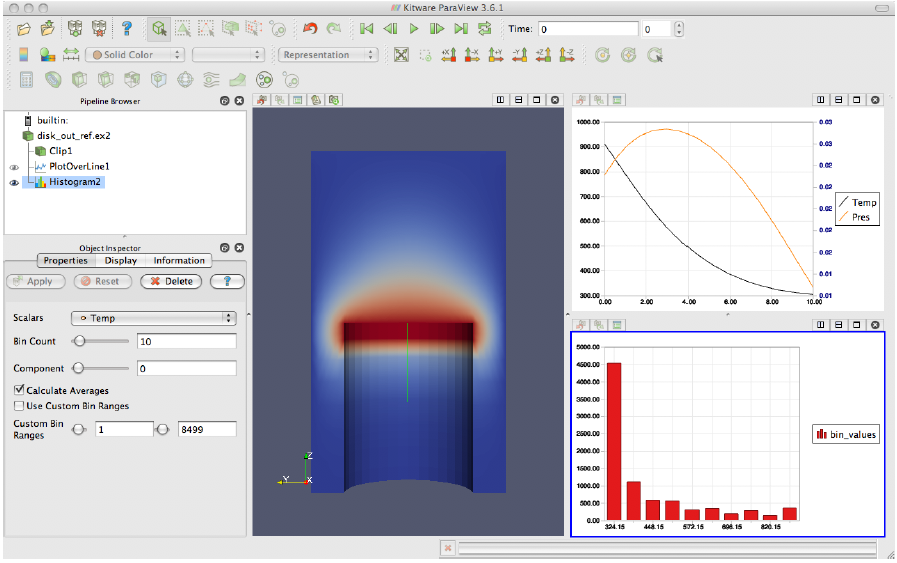 Kitware ParaView 3.6.1
Time: 0 0
Solid Color Representation
Pipeline Browser
builtin:
disk_out_ref.ex2
Clip1
PlotOverLine1
Histogram2
Object Inspector
Properties Display Information
Apply Reset Delete ?
Scalars Temp
Bin Count 10
Component 0
Calculate Averages
Use Custom Bin Ranges
Custom Bin
Ranges 1 8499
Z
Y X
1000.00
900.00
800.00
700.00
600.00
500.00
400.00
300.00
0.00 2.00 4.00 6.00 8.00 10.00
0.03
0.03
0.02
0.02
0.02
0.02
0.02
0.01
0.01
Temp
Pres
5000.00
4500.00
4000.00
3500.00
3000.00
2500.00
2000.00
1500.00
1000.00
500.00
0.00
324.15 448.15 572.15 696.15 820.15
bin_values